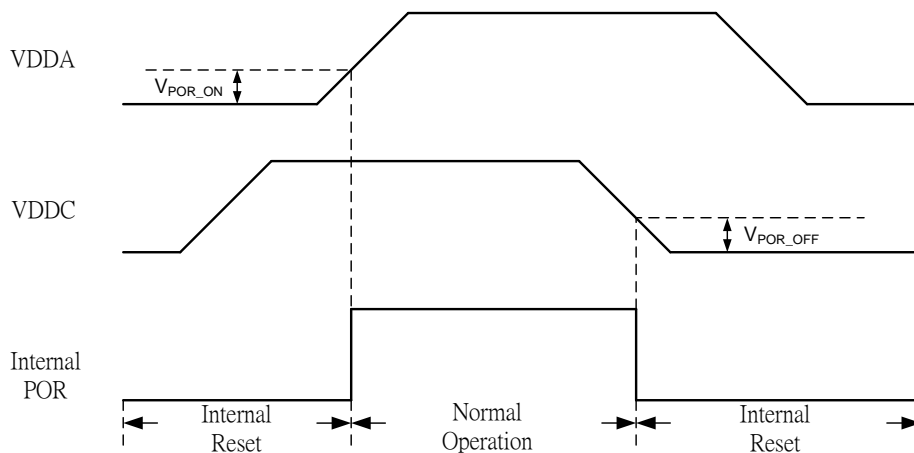 VDDA
VPOR_ON
VDDC
VPOR_OFF
Internal
POR
Internal
Reset
Normal
Operation
Internal
Reset